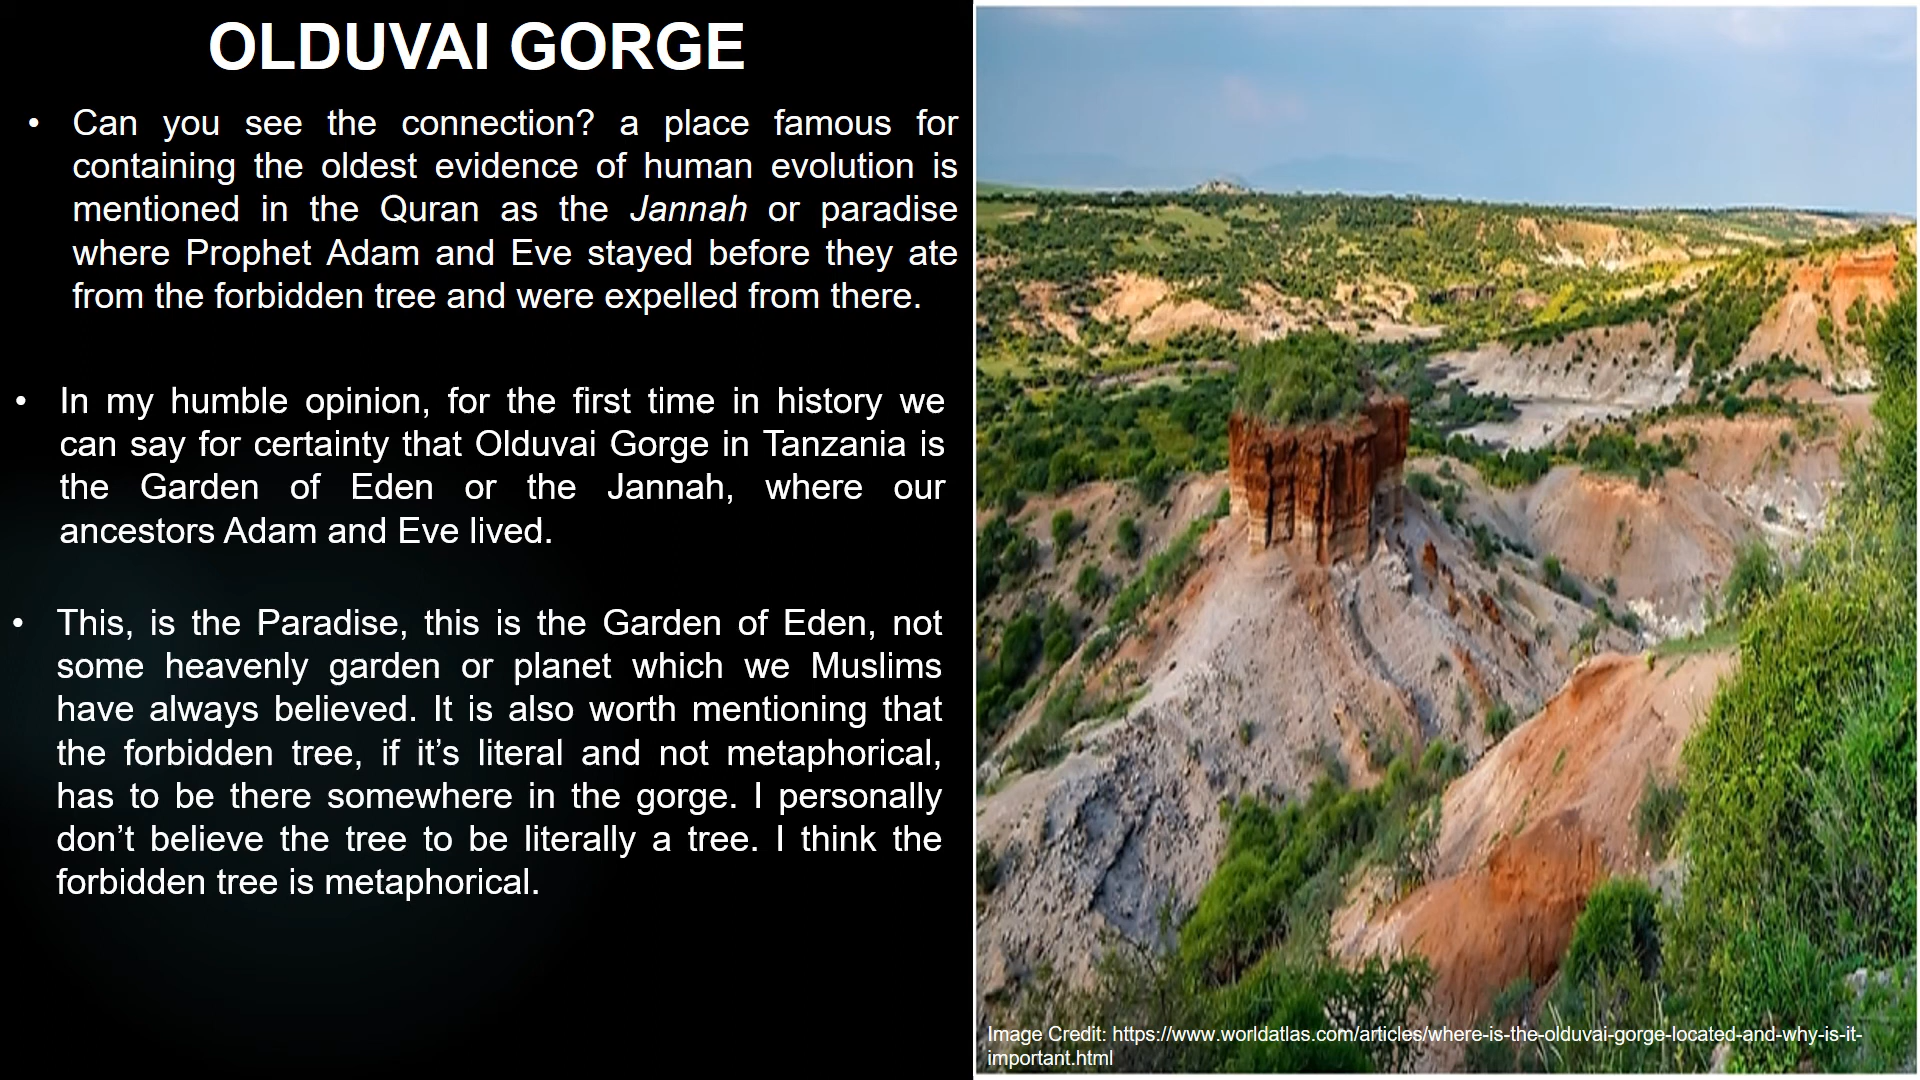 OLDUVAI GORGE
• Can you see the connection? a place famous for
containing the oldest evidence of human evolution is
mentioned in the Quran as the Jannah or paradise
where Prophet Adam and Eve stayed before they ate
from the forbidden tree and were expelled from there.
• In my humble opinion, for the first time in history we
can say for certainty that Olduvai Gorge in Tanzania is
the Garden of Eden or the Jannah, where our
ancestors Adam and Eve lived.
• This, is the Paradise, this is the Garden of Eden, not
some heavenly garden or planet which we Muslims
have always believed. It is also worth mentioning that
the forbidden tree, if it’s literal and not metaphorical,
has to be there somewhere in the gorge. I personally
don’t believe the tree to be literally a tree. I think the
forbidden tree is metaphorical.
Image Credit: https://www.worldatlas.com/articles/where-is-the-olduvai-gorge-located-and-why-is-it-
important.html